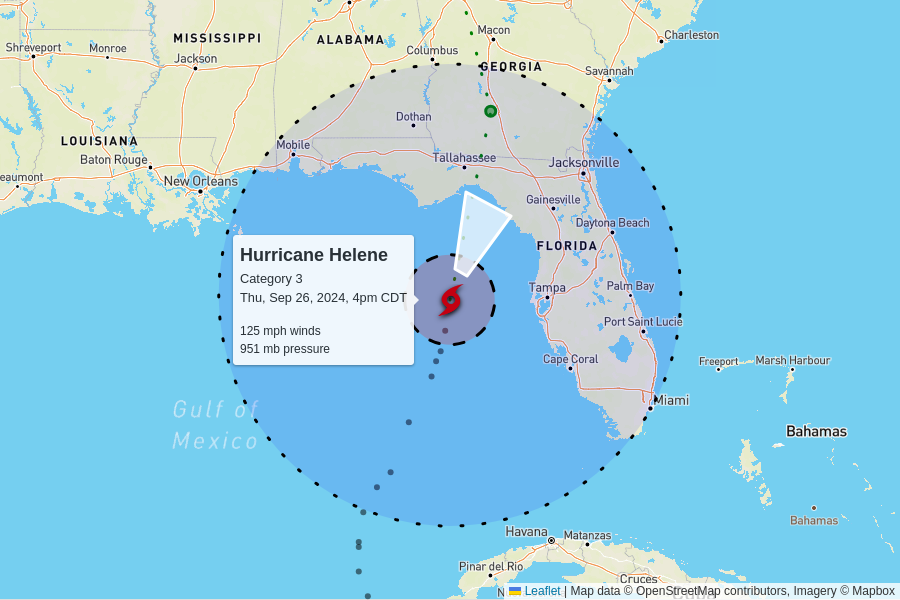 Macon
Charleston
MISSISSIPPI
ALABAMA
Shreveport
Monroe
Columbus
Jackson
GEORGIA
Savannah
Dothan
LOUISIANA
Mobile
Baton Rouge
Tallahassee
Jacksonville
eaumont
New Orleans
Gainesville
Daytona Beach
FLORIDA
Hurricane Helene
Category 3
Thu, Sep 26, 2024, 4pm CDT
125 mph winds
951 mb pressure
Tampa
Palm Bay
Port Saint Lucie
Cape Coral
Freeport
Marsh Harbour
Miami
Gulf of
Mexico
Bahamas
Bahamas
Havana
Matanzas
Pinar del Río
Cruces
N
Leaflet | Map data © OpenStreetMap contributors, Imagery © Mapbox